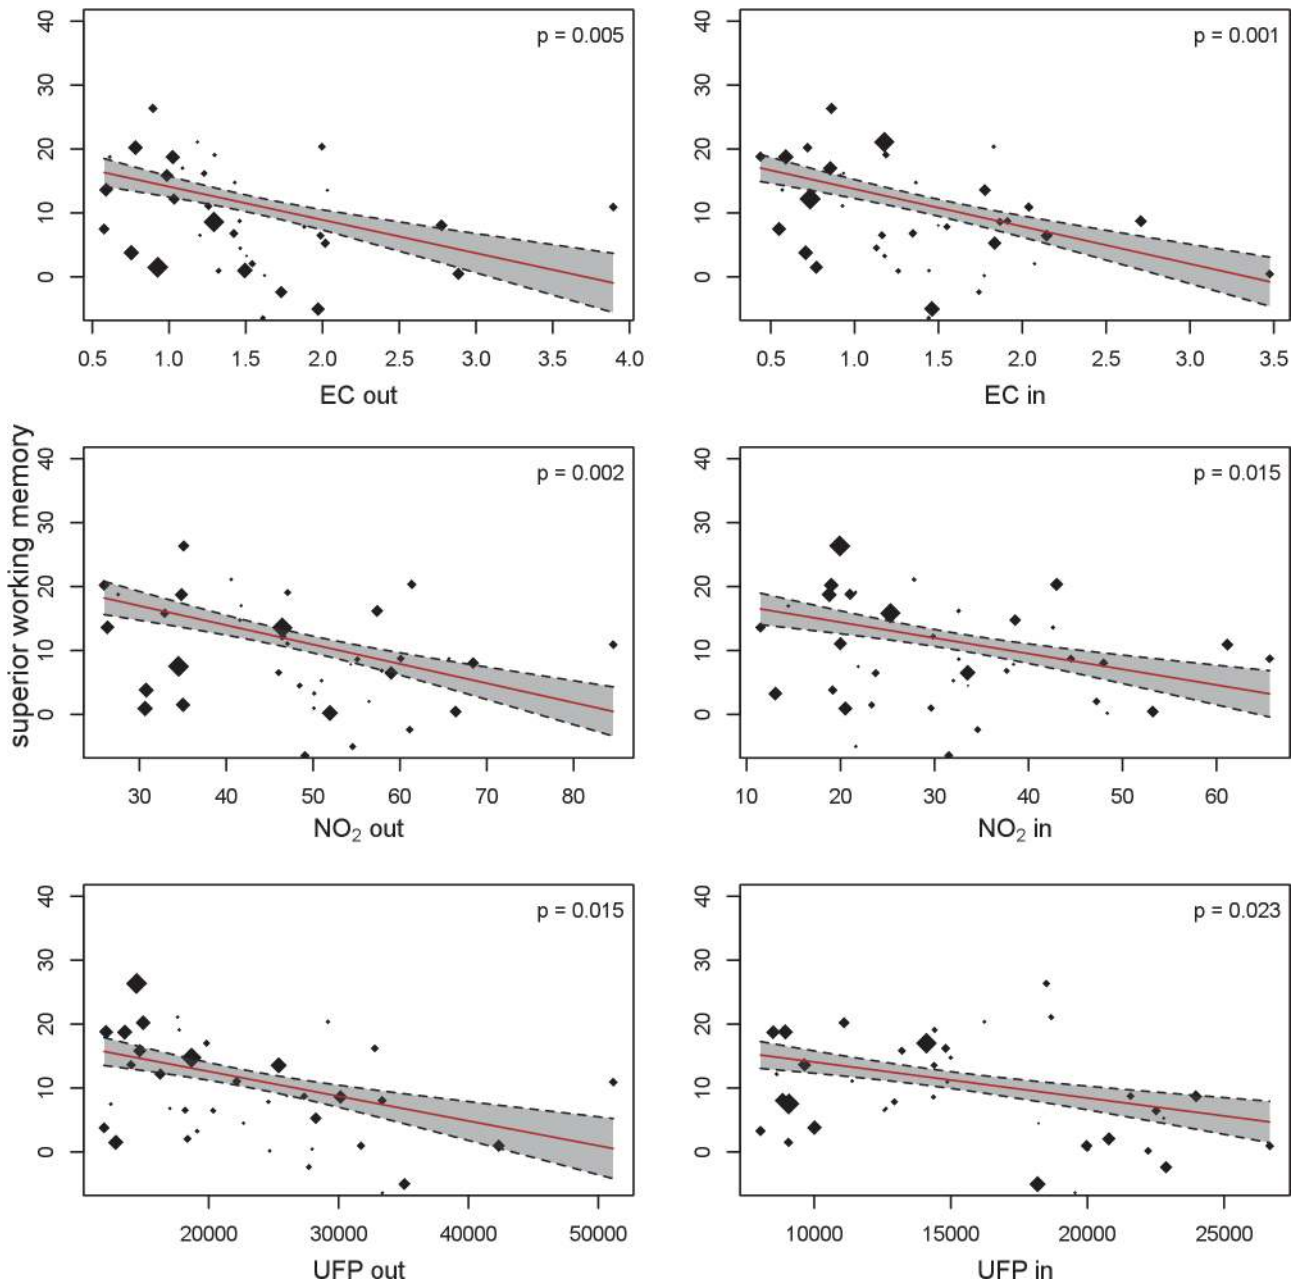 superior working memory
40
30
20
10
0
p = 0.005
0.5 1.0 1.5 2.0 2.5 3.0 3.5 4.0
EC out
40
30
20
10
0
p = 0.001
0.5 1.0 1.5 2.0 2.5 3.0 3.5
EC in
40
30
20
10
0
p = 0.002
30 40 50 60 70 80
NO₂ out
40
30
20
10
0
p = 0.015
10 20 30 40 50 60
NO₂ in
40
30
20
10
0
p = 0.015
20000 30000 40000 50000
UFP out
40
30
20
10
0
p = 0.023
10000 15000 20000 25000
UFP in